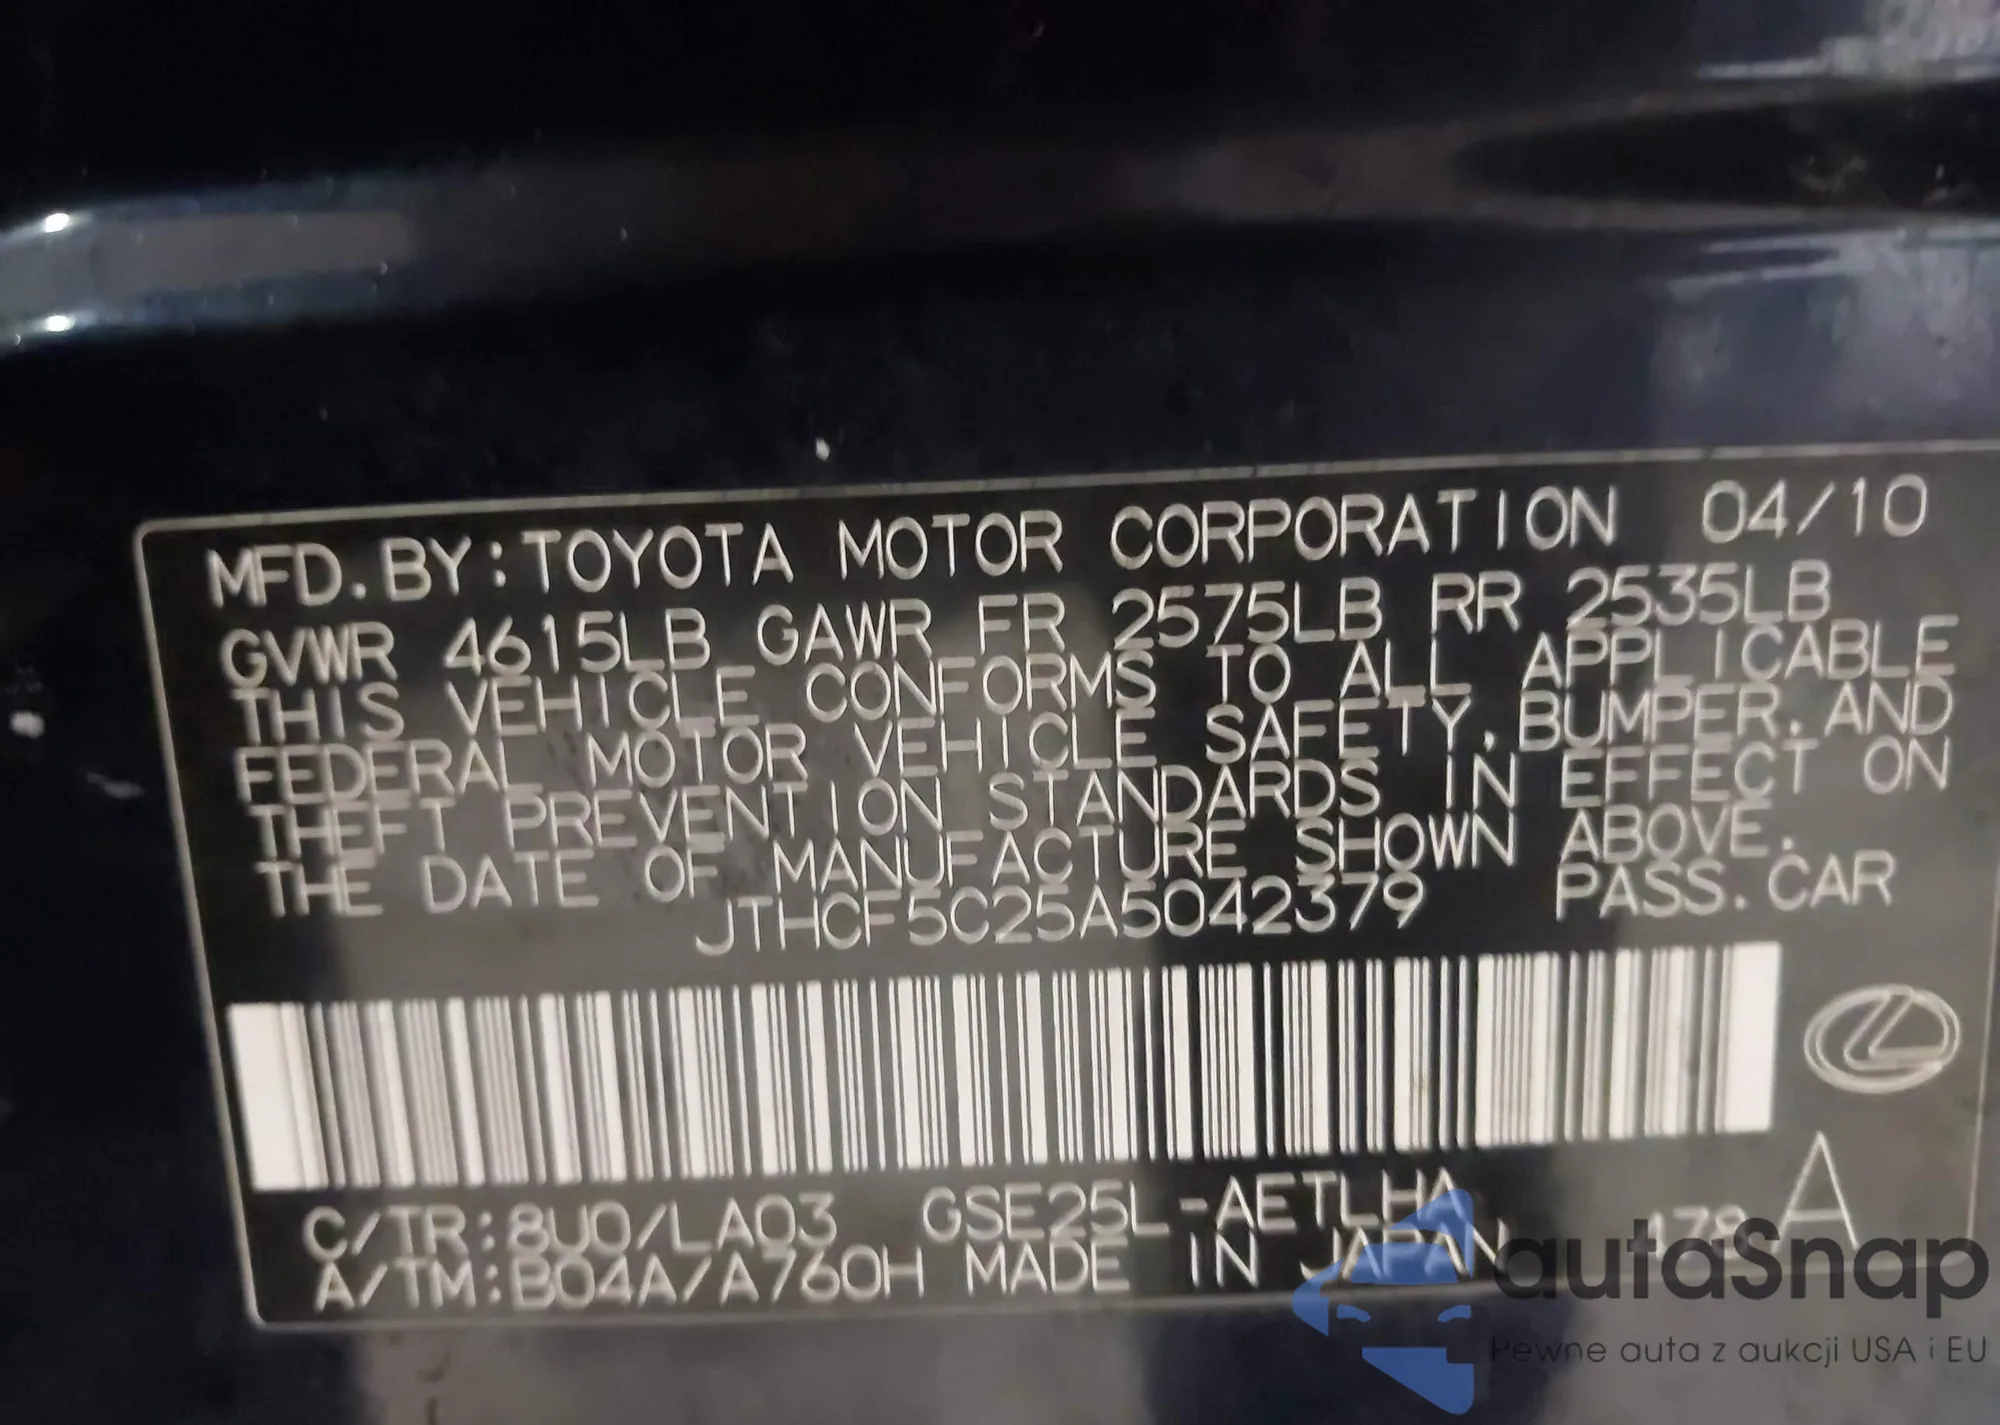 MFD.BY:TOYOTA MOTOR CORPORATION 04/10
GVWR 4615LB GAWR FR 2575LB RR 2535LB
THIS VEHICLE CONFORMS TO ALL APPLICABLE
FEDERAL MOTOR VEHICLE SAFETY, BUMPER, AND
THEFT PREVENTION STANDARDS IN EFFECT ON
THE DATE OF MANUFACTURE SHOWN ABOVE.
JTHCF5C25A5042379 PASS. CAR
C/TR:8U0/LA03 GSE25L-AETLHA 178 A
A/TM:B04A/A760H MADE IN JAPAN
autaSnap
Pewne auta z aukcji USA i EU